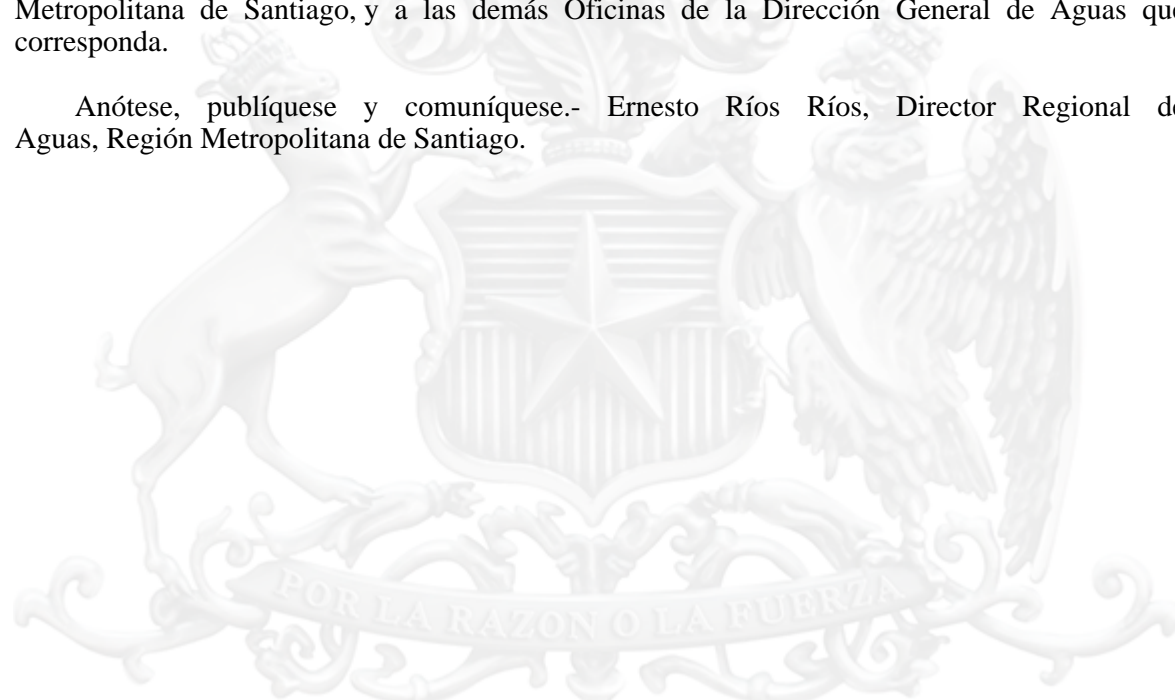 Metropolitana de Santiago, y a las demás Oficinas de la Dirección General de Aguas que
corresponda.
Anótese, publíquese y comuníquese.- Ernesto Ríos Ríos, Director Regional de
Aguas, Región Metropolitana de Santiago.
POR LA RAZON O LA FUERZA